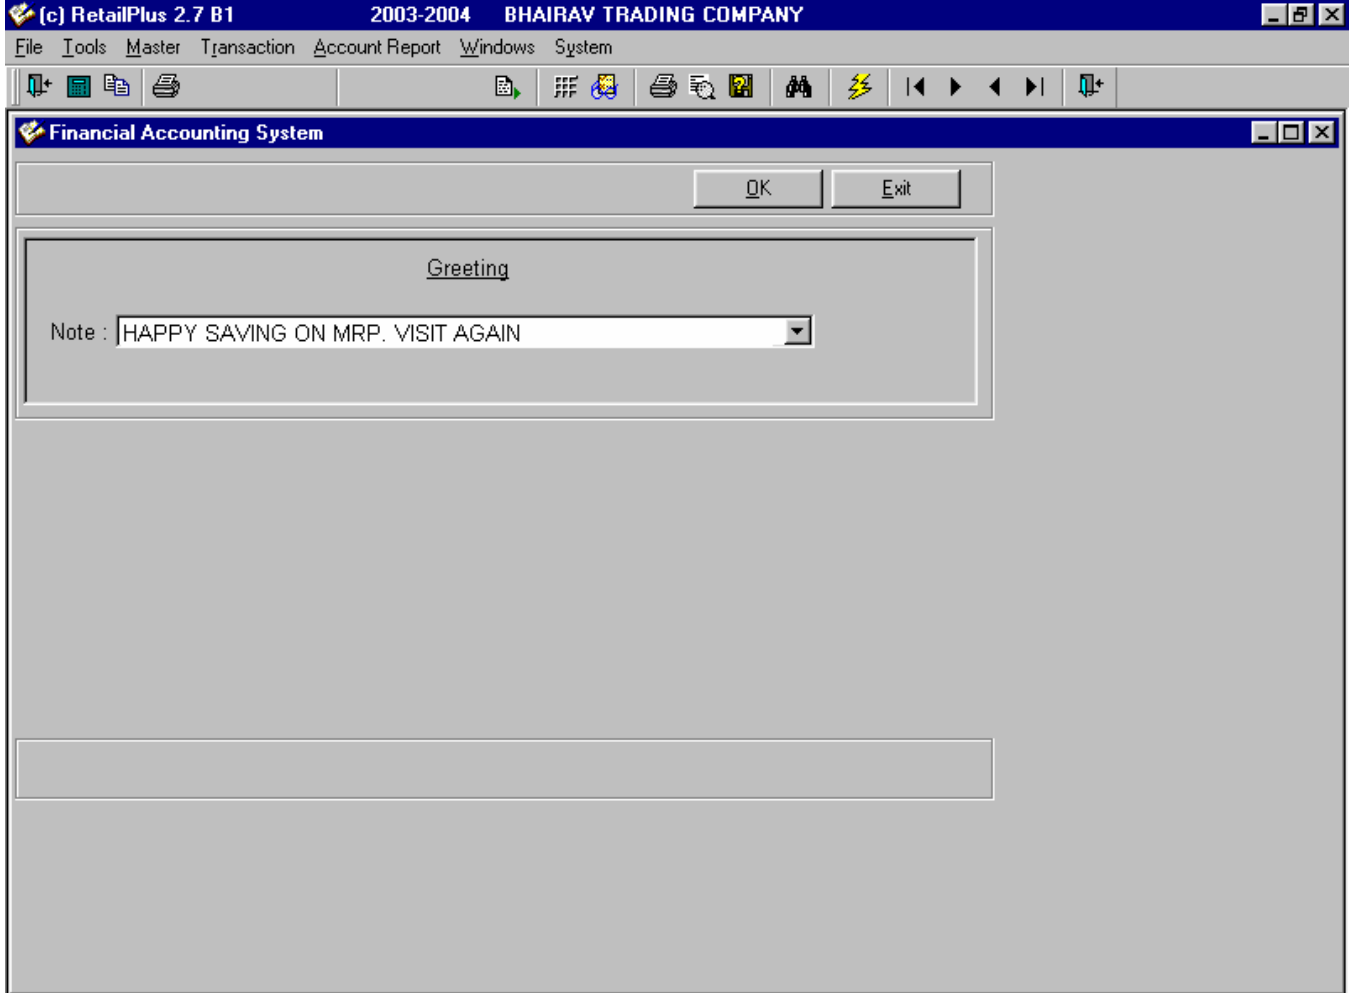 (c) RetailPlus 2.7 B1 2003-2004 BHAIRAV TRADING COMPANY
File Tools Master Transaction Account Report Windows System
Financial Accounting System
OK Exit
Greeting
Note : HAPPY SAVING ON MRP. VISIT AGAIN